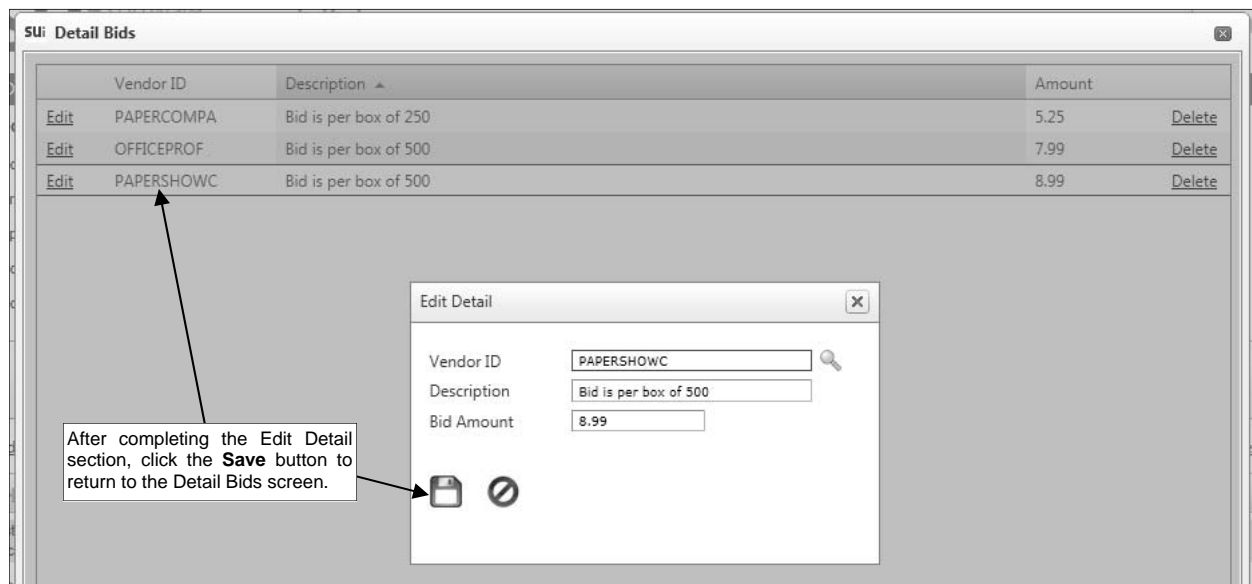 sui Detail Bids
Vendor ID Description Amount
Edit PAPERCOMPA Bid is per box of 250 5.25 Delete
Edit OFFICEPROF Bid is per box of 500 7.99 Delete
Edit PAPERSHOWC Bid is per box of 500 8.99 Delete
Edit Detail
Vendor ID PAPERSHOWC
Description Bid is per box of 500
Bid Amount 8.99
After completing the Edit Detail
section, click the Save button to
return to the Detail Bids screen.